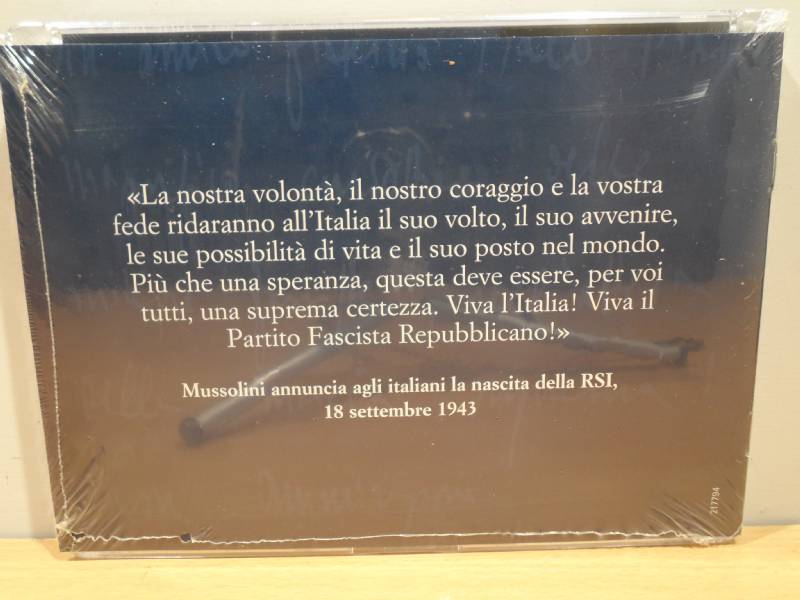 «La nostra volontà, il nostro coraggio e la vostra
fede ridaranno all'Italia il suo volto, il suo avvenire,
le sue possibilità di vita e il suo posto nel mondo.
Più che una speranza, questa deve essere, per voi
tutti, una suprema certezza. Viva l'Italia! Viva il
Partito Fascista Repubblicano!»
Mussolini annuncia agli italiani la nascita della RSI,
18 settembre 1943
217794